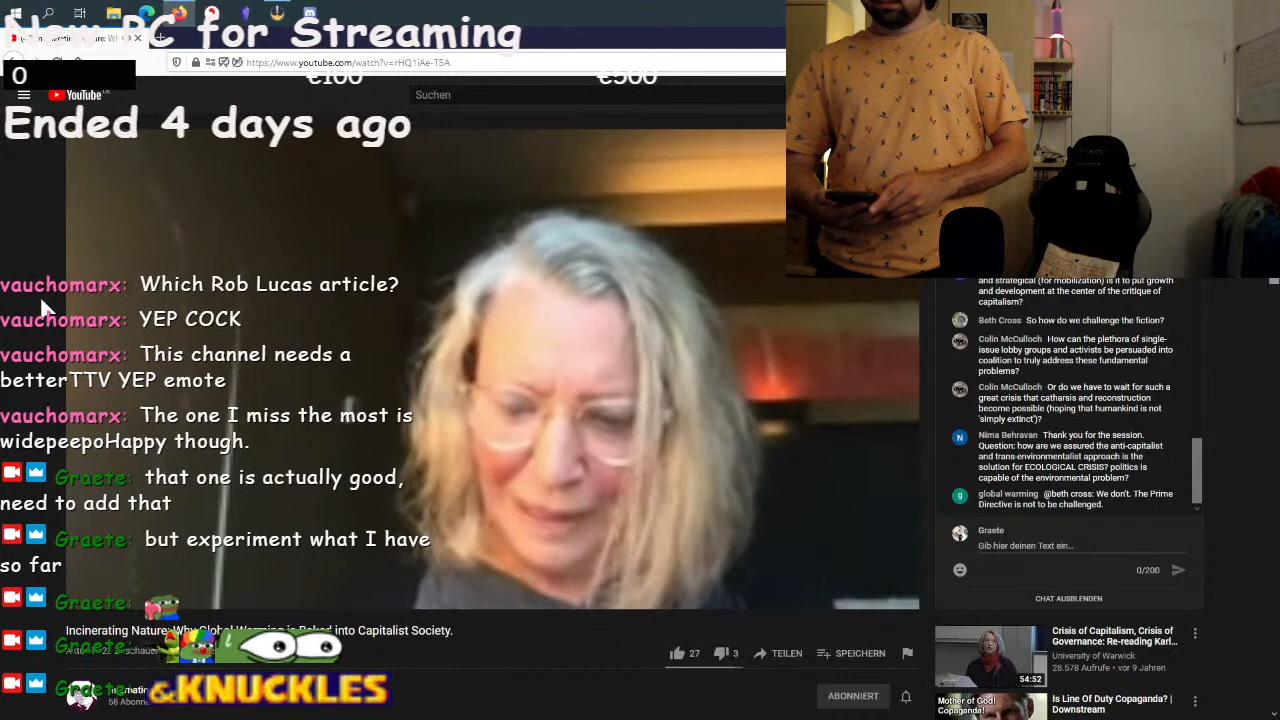 New PC for Streaming
https://www.youtube.com/watch?v=rHQ1iAe-T5A
0
€100
€500
YouTube
Suchen
Ended 4 days ago
vauchomarx: Which Rob Lucas article?
vauchomarx: YEP COCK
vauchomarx: This channel needs a
betterTTV YEP emote
vauchomarx: The one I miss the most is
widepeepoHappy though.
Graete: that one is actually good,
need to add that
Graete: but experiment what I have
so far
Graete:
Graete:
Graete:
&KNUCKLES
Incinerating Nature: Why Global Warming is Baked into Capitalist Society.
27
3
TEILEN
SPEICHERN
58
ABONNIERT
and strategical (for mobilization) is it to put growth
and development at the center of the critique of
capitalism?
Beth Cross So how do we challenge the fiction?
Colin McCulloch How can the plethora of single-
issue lobby groups and activists be persuaded into
coalition to truly address these fundamental
problems?
Colin McCulloch Or do we have to wait for such a
great crisis that catharsis and reconstruction
become possible (hoping that humankind is not
'simply extinct')?
N
Nima Behravan Thank you for the session.
Question: how are we assured the anti-capitalist
and trans-environmentalist approach is the
solution for ECOLOGICAL CRISIS? politics is
capable of the environmental problem?
g
global warming @beth cross: We don't. The Prime
Directive is not to be challenged.
Graete
Gib hier deinen Text ein...
0/200
CHAT AUSBLENDEN
Crisis of Capitalism, Crisis of
Governance: Re-reading Karl...
University of Warwick
28.578 Aufrufe • vor 9 Jahren
54:52
Mother of God!
Copaganda!
Is Line Of Duty Copaganda? |
Downstream